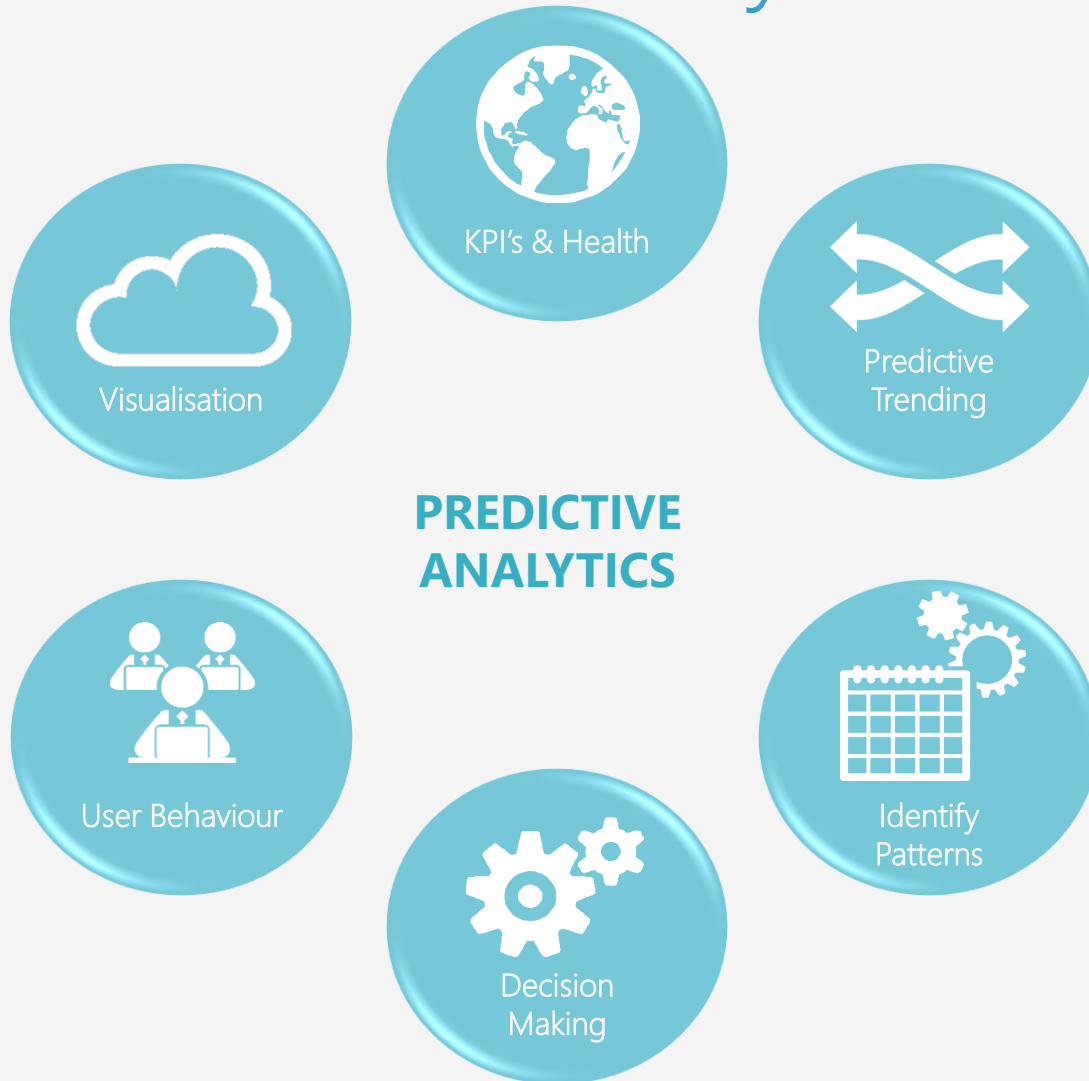 KPI's & Health
Visualisation
Predictive
Trending
PREDICTIVE
ANALYTICS
User Behaviour
Identify
Patterns
Decision
Making